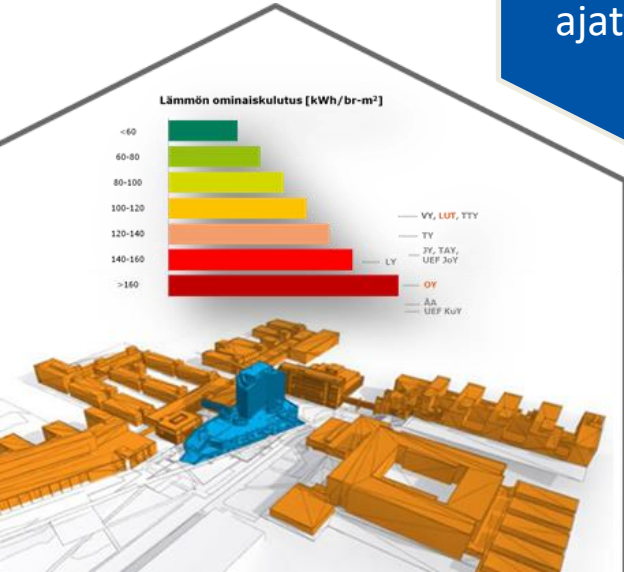 ajat
Lämmön ominaiskulutus [kWh/br-m²]
<60
60-80
80-100
100-120
120-140
140-160
>160
VY, LUT, TTY
TY
JY, TAY,
UEF JoY
LY
OY
ÅA
UEF KuY